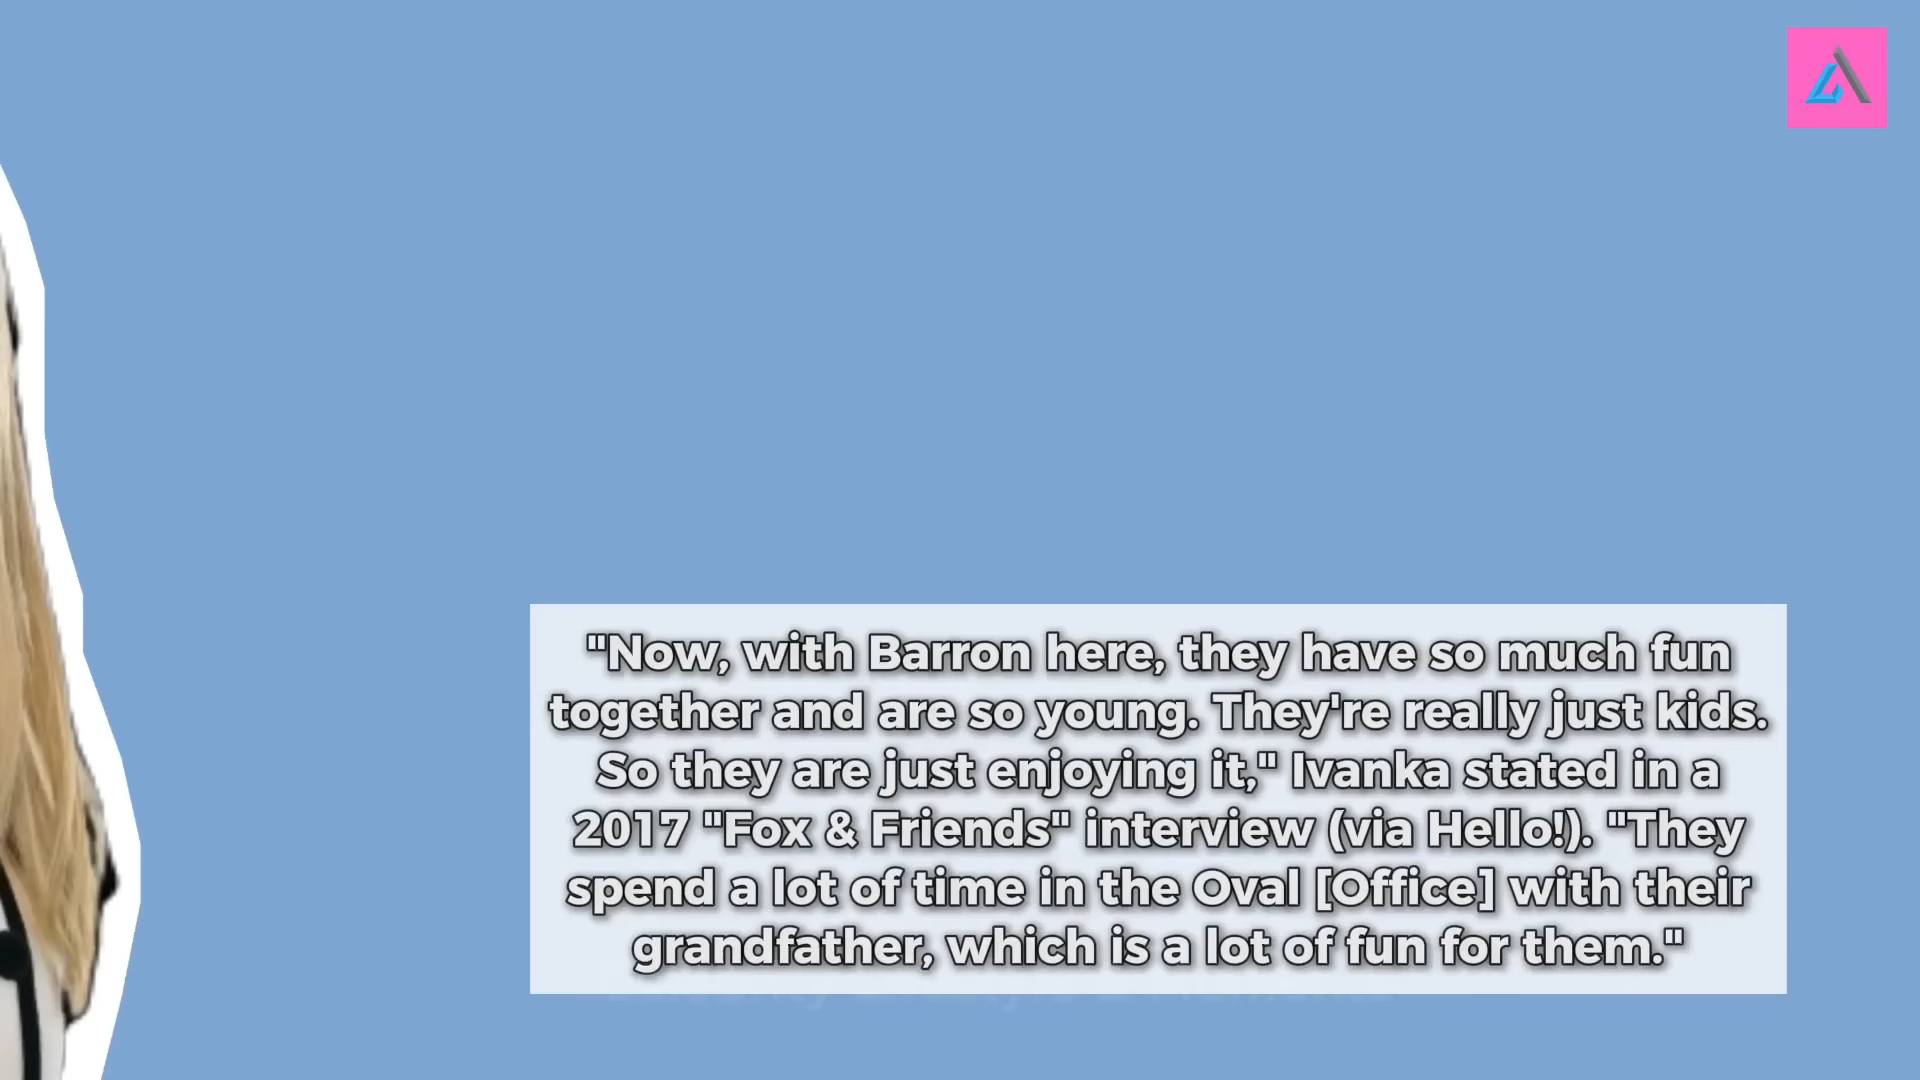 "Now, with Barron here, they have so much fun
together and are so young. They're really just kids.
So they are just enjoying it," Ivanka stated in a
2017 "Fox & Friends" interview (via Hello!). "They
spend a lot of time in the Oval [Office] with their
grandfather, which is a lot of fun for them."